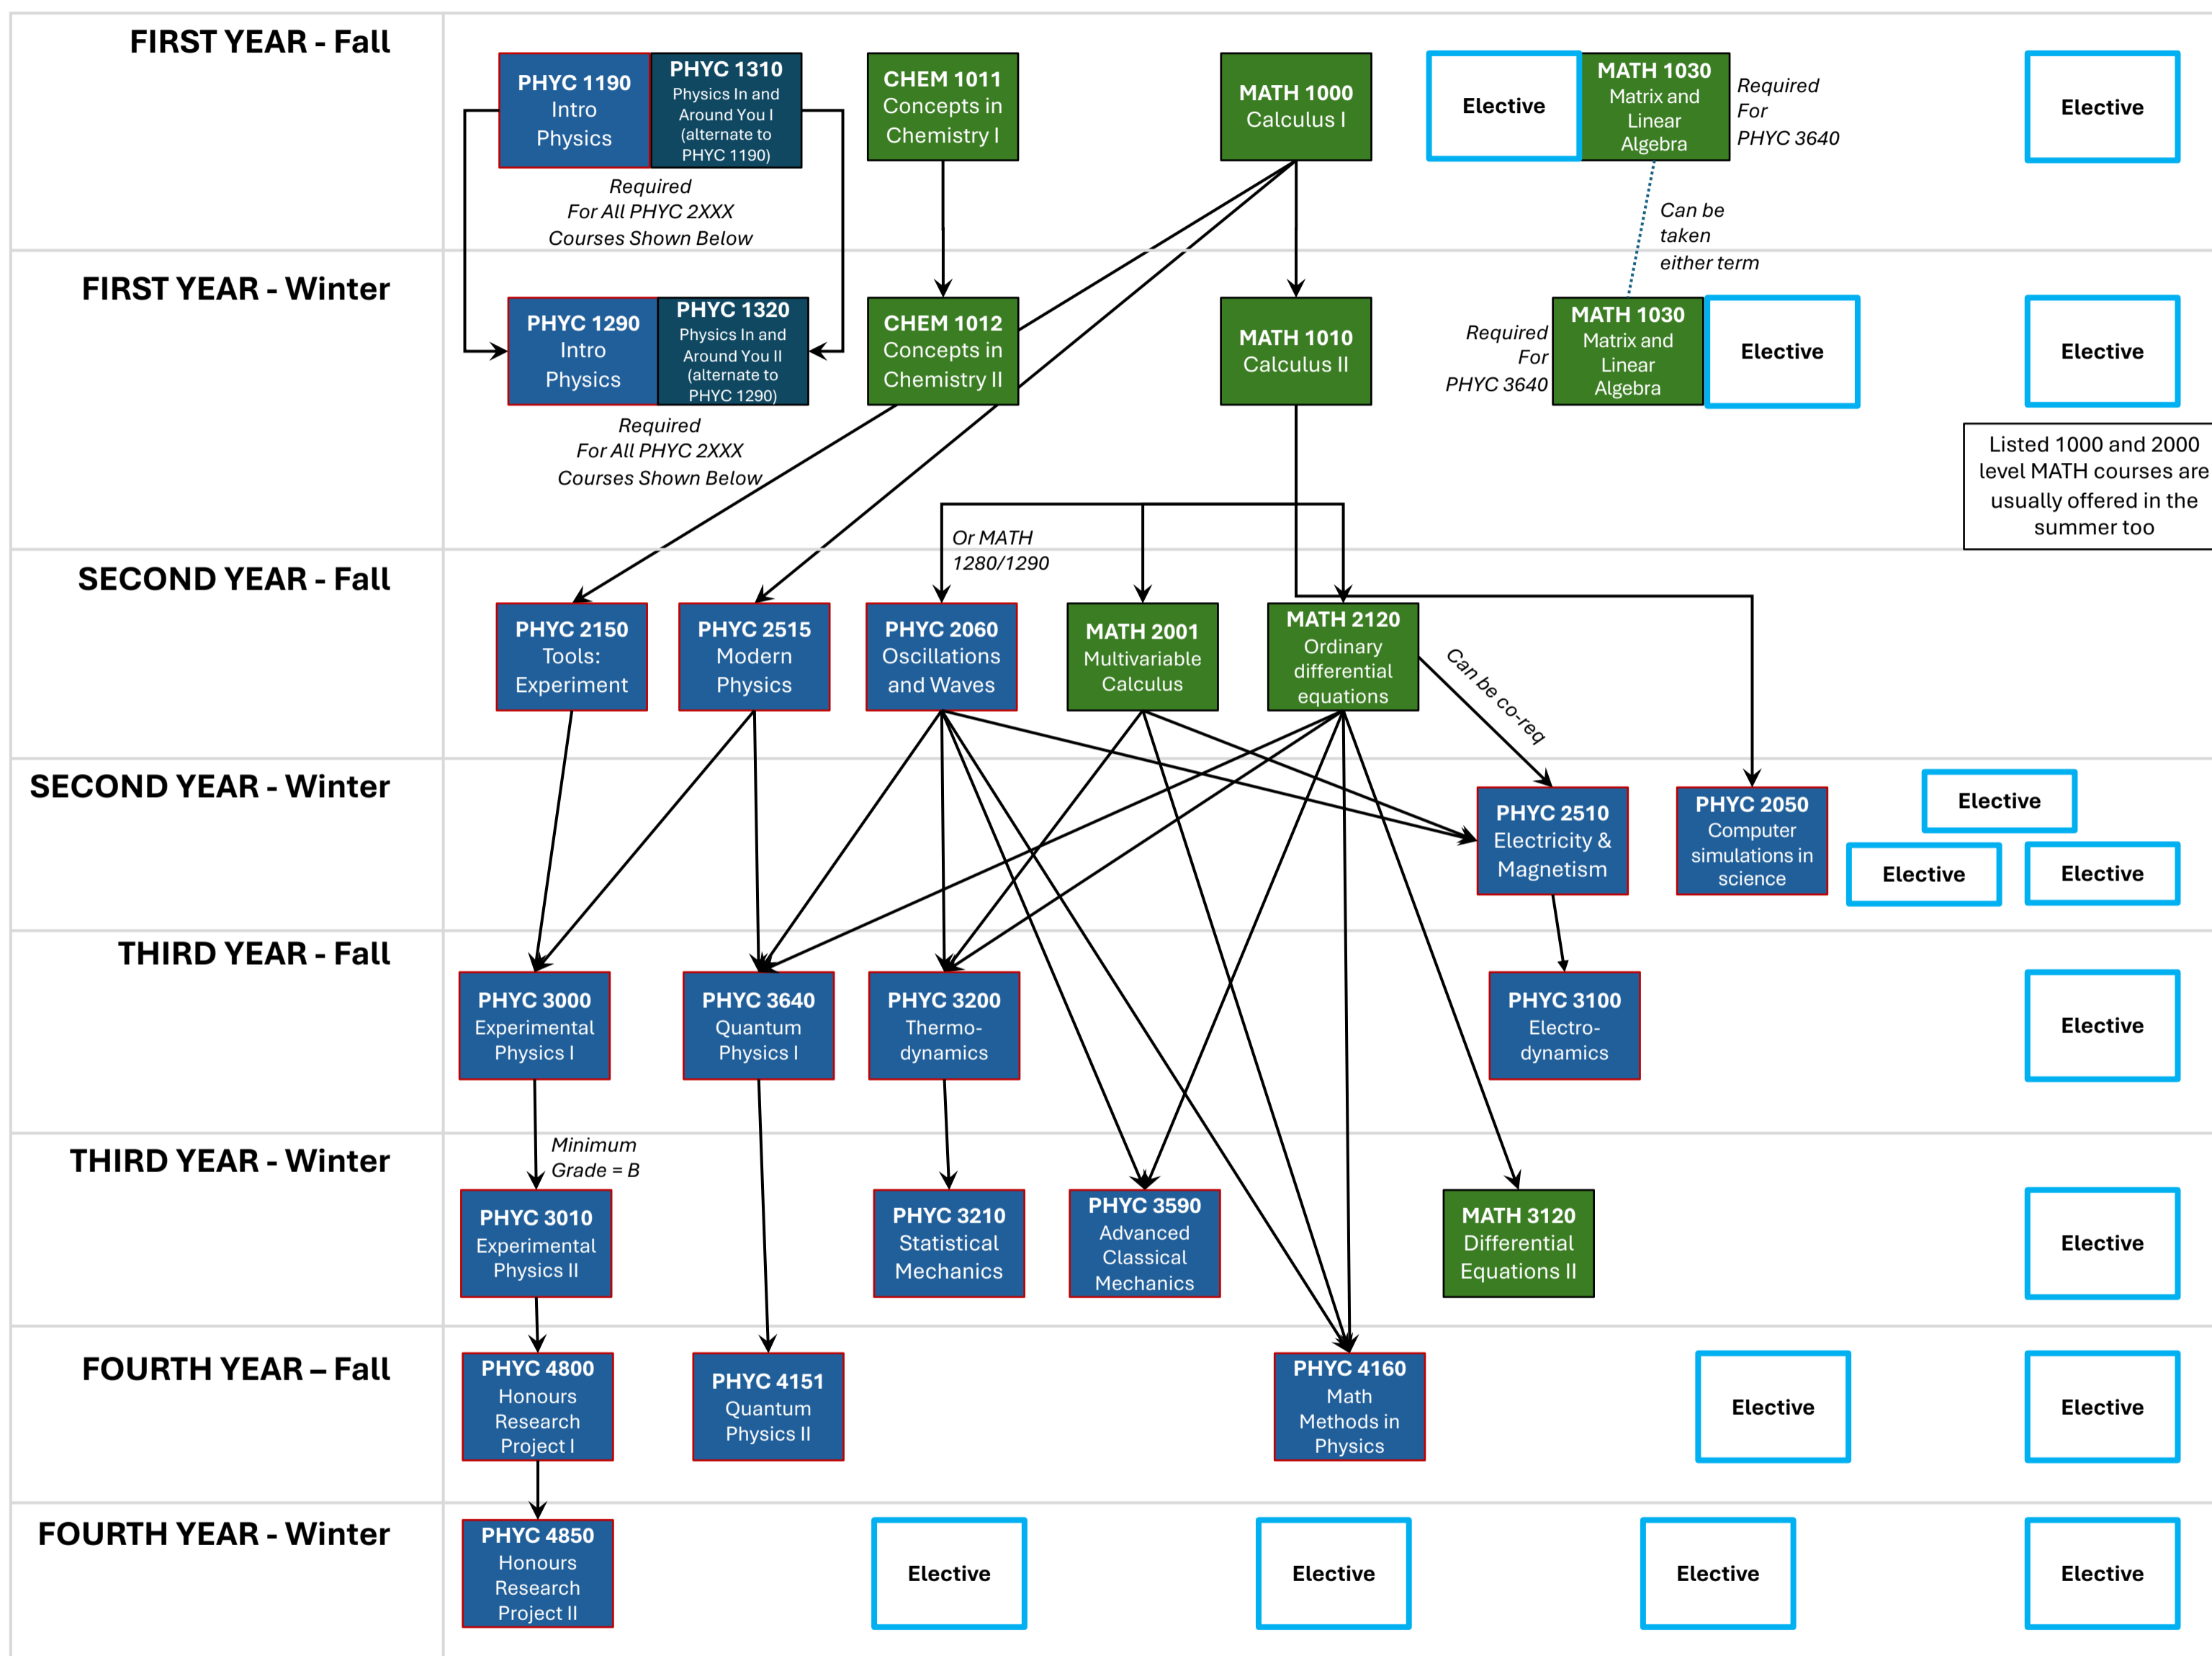 FIRST YEAR - Fall
PHYC 1190
Intro
Physics
PHYC 1310
Physics In and
Around You I
(alternate to
PHYC 1190)
Required
For All PHYC 2XXX
Courses Shown Below
CHEM 1011
Concepts in
Chemistry I
MATH 1000
Calculus I
Elective
MATH 1030
Matrix and
Linear
Algebra
Required
For
PHYC 3640
Elective
Can be
taken
either term
FIRST YEAR - Winter
PHYC 1290
Intro
Physics
PHYC 1320
Physics In and
Around You II
(alternate to
PHYC 1290)
Required
For All PHYC 2XXX
Courses Shown Below
CHEM 1012
Concepts in
Chemistry II
MATH 1010
Calculus II
Required
For
PHYC 3640
MATH 1030
Matrix and
Linear
Algebra
Elective
Elective
Listed 1000 and 2000
level MATH courses are
usually offered in the
summer too
Or MATH
1280/1290
SECOND YEAR - Fall
PHYC 2150
Tools:
Experiment
PHYC 2515
Modern
Physics
PHYC 2060
Oscillations
and Waves
MATH 2001
Multivariable
Calculus
MATH 2120
Ordinary
differential
equations
Can be co-req
SECOND YEAR - Winter
PHYC 2510
Electricity &
Magnetism
PHYC 2050
Computer
simulations in
science
Elective
Elective
Elective
THIRD YEAR - Fall
PHYC 3000
Experimental
Physics I
PHYC 3640
Quantum
Physics I
PHYC 3200
Thermo-
dynamics
PHYC 3100
Electro-
dynamics
Elective
THIRD YEAR - Winter
Minimum
Grade = B
PHYC 3010
Experimental
Physics II
PHYC 3210
Statistical
Mechanics
PHYC 3590
Advanced
Classical
Mechanics
MATH 3120
Differential
Equations II
Elective
FOURTH YEAR – Fall
PHYC 4800
Honours
Research
Project I
PHYC 4151
Quantum
Physics II
PHYC 4160
Math
Methods in
Physics
Elective
Elective
FOURTH YEAR - Winter
PHYC 4850
Honours
Research
Project II
Elective
Elective
Elective
Elective